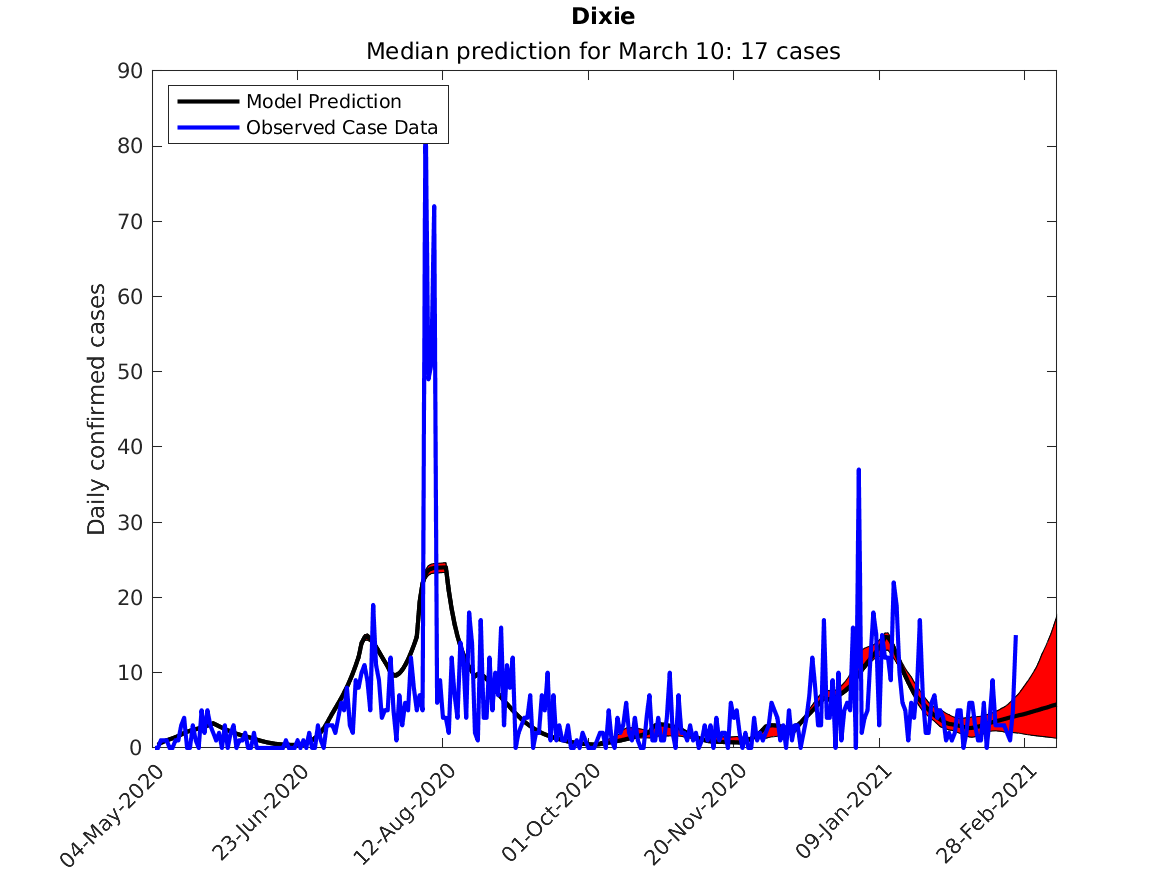 Dixie
Median prediction for March 10: 17 cases
Model Prediction
Observed Case Data
Daily confirmed cases
90
80
70
60
50
40
30
20
10
0
04-May-2020
23-Jun-2020
12-Aug-2020
01-Oct-2020
20-Nov-2020
09-Jan-2021
28-Feb-2021